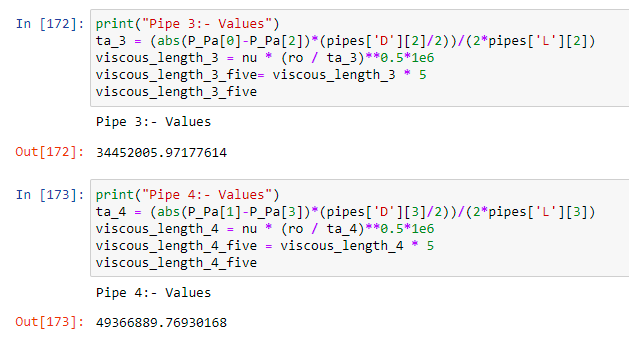 In [172]: print("Pipe 3:- Values")
ta_3 = (abs(P_Pa[0]-P_Pa[2])*(pipes['D'][2]/2))/(2*pipes['L'][2])
viscous_length_3 = nu * (ro / ta_3)**0.5*1e6
viscous_length_3_five= viscous_length_3 * 5
viscous_length_3_five
Pipe 3:- Values
Out[172]: 34452005.97177614
In [173]: print("Pipe 4:- Values")
ta_4 = (abs(P_Pa[1]-P_Pa[3])*(pipes['D'][3]/2))/(2*pipes['L'][3])
viscous_length_4 = nu * (ro / ta_4)**0.5*1e6
viscous_length_4_five = viscous_length_4 * 5
viscous_length_4_five
Pipe 4:- Values
Out[173]: 49366889.76930168